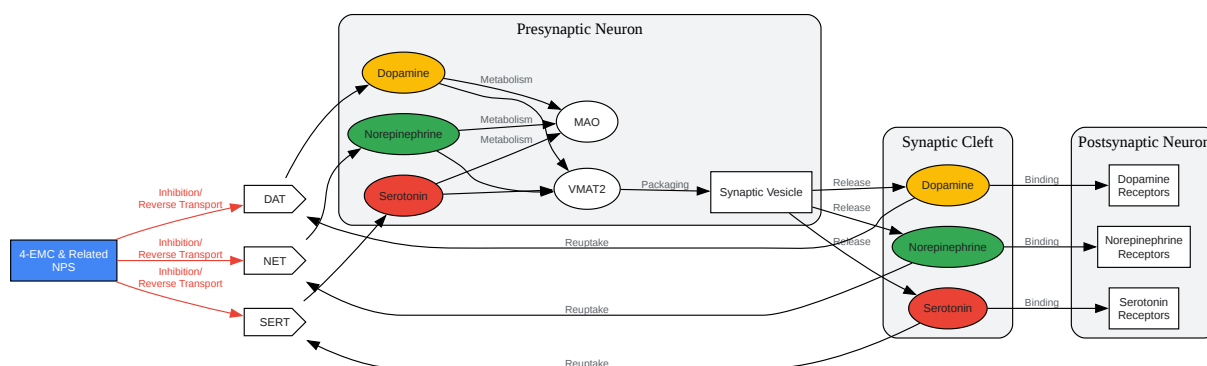 Presynaptic Neuron
Dopamine
Metabolism
MAO
Norepinephrine
Metabolism
Metabolism
Serotonin
VMAT2
Packaging
Synaptic Vesicle
Synaptic Cleft
Release
Dopamine
Release
Norepinephrine
Release
Serotonin
Postsynaptic Neuron
Binding
Dopamine
Receptors
Binding
Norepinephrine
Receptors
Binding
Serotonin
Receptors
4-EMC & Related
NPS
Inhibition/
Reverse Transport
DAT
Inhibition/
Reverse Transport
NET
Inhibition/
Reverse Transport
SERT
Reuptake
Reuptake
Reuptake